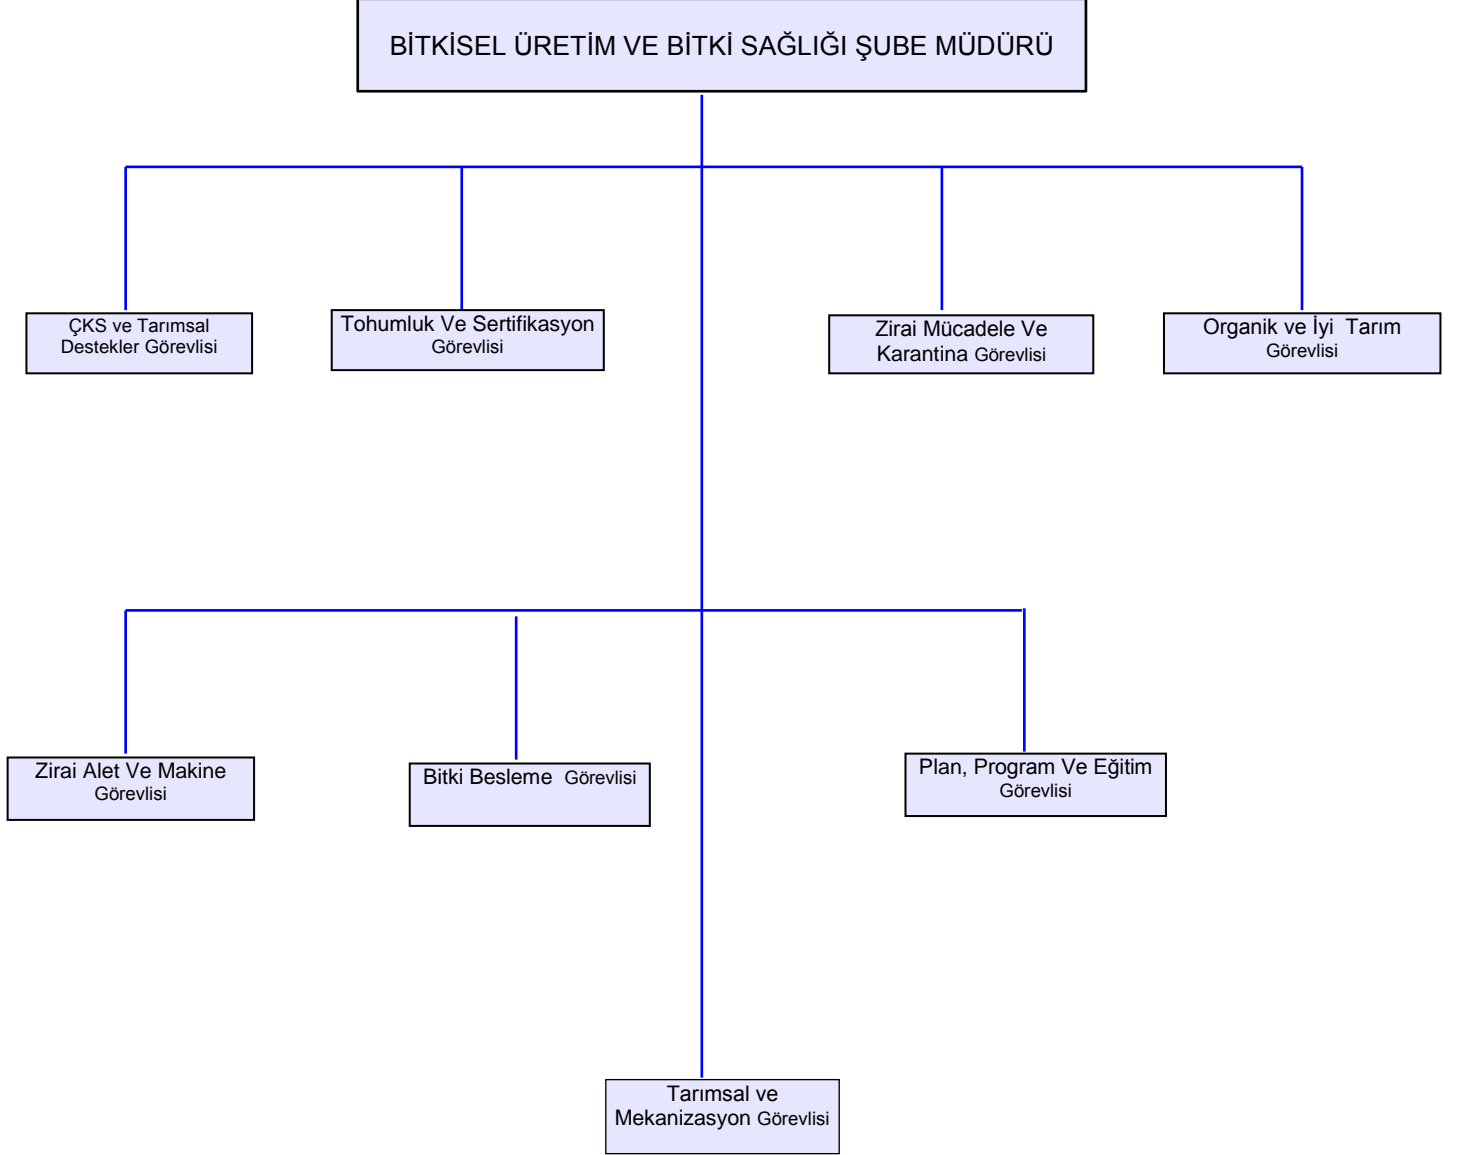 BİTKİSEL ÜRETİM VE BİTKİ SAĞLIĞI ŞUBE MÜDÜRÜ
ÇKS ve Tarımsal
Destekler Görevlisi
Tohumluk Ve Sertifikasyon
Görevlisi
Zirai Mücadele Ve
Karantina Görevlisi
Organik ve İyi Tarım
Görevlisi
Zirai Alet Ve Makine
Görevlisi
Bitki Besleme Görevlisi
Plan, Program Ve Eğitim
Görevlisi
Tarımsal ve
Mekanizasyon Görevlisi